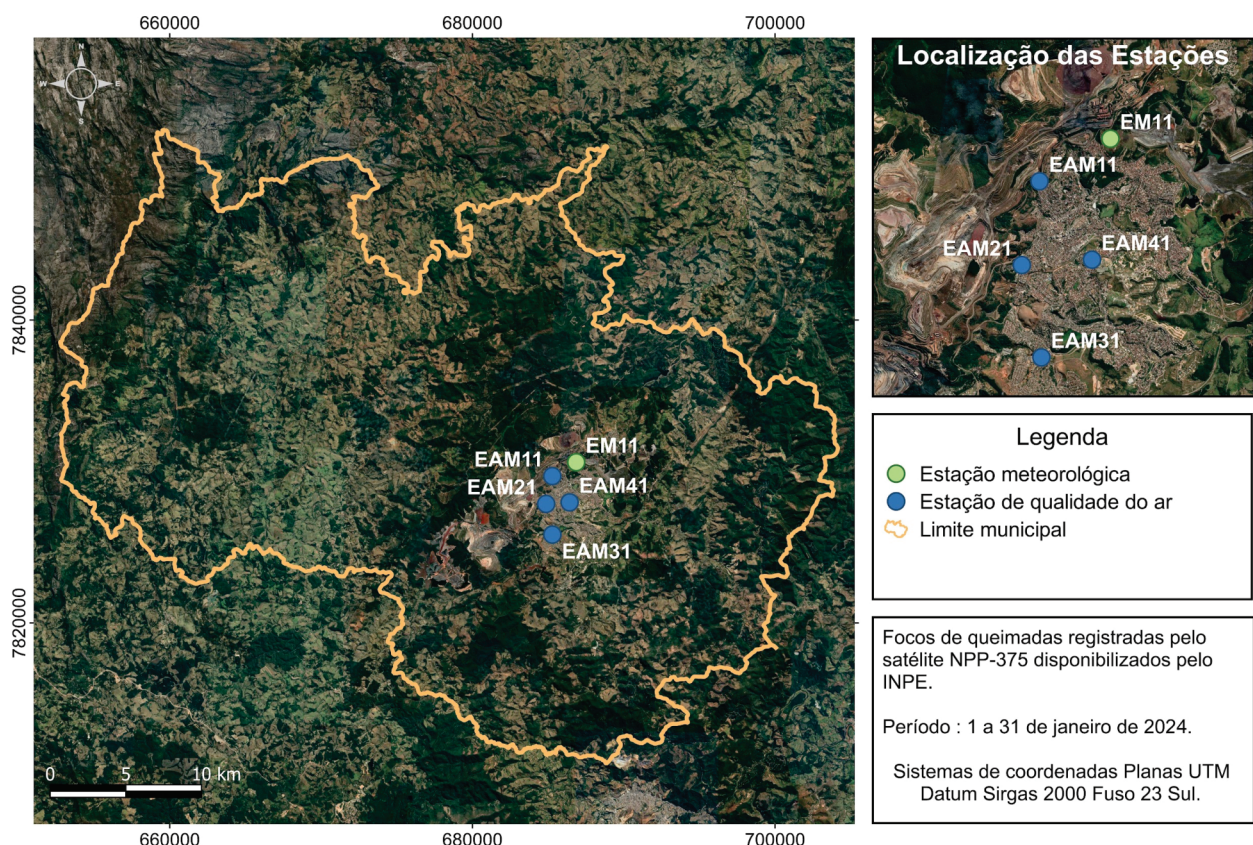 660000
680000
700000
N
W
E
S
7840000
7820000
EM11
EAM11
EAM21
EAM41
EAM31
0
5
10 km
660000
680000
700000
Localização das Estações
EM11
EAM11
EAM21
EAM41
EAM31
Legenda
Estação meteorológica
Estação de qualidade do ar
Limite municipal
Focos de queimadas registradas pelo
satélite NPP-375 disponibilizados pelo
INPE.
Período : 1 a 31 de janeiro de 2024.
Sistemas de coordenadas Planas UTM
Datum Sirgas 2000 Fuso 23 Sul.